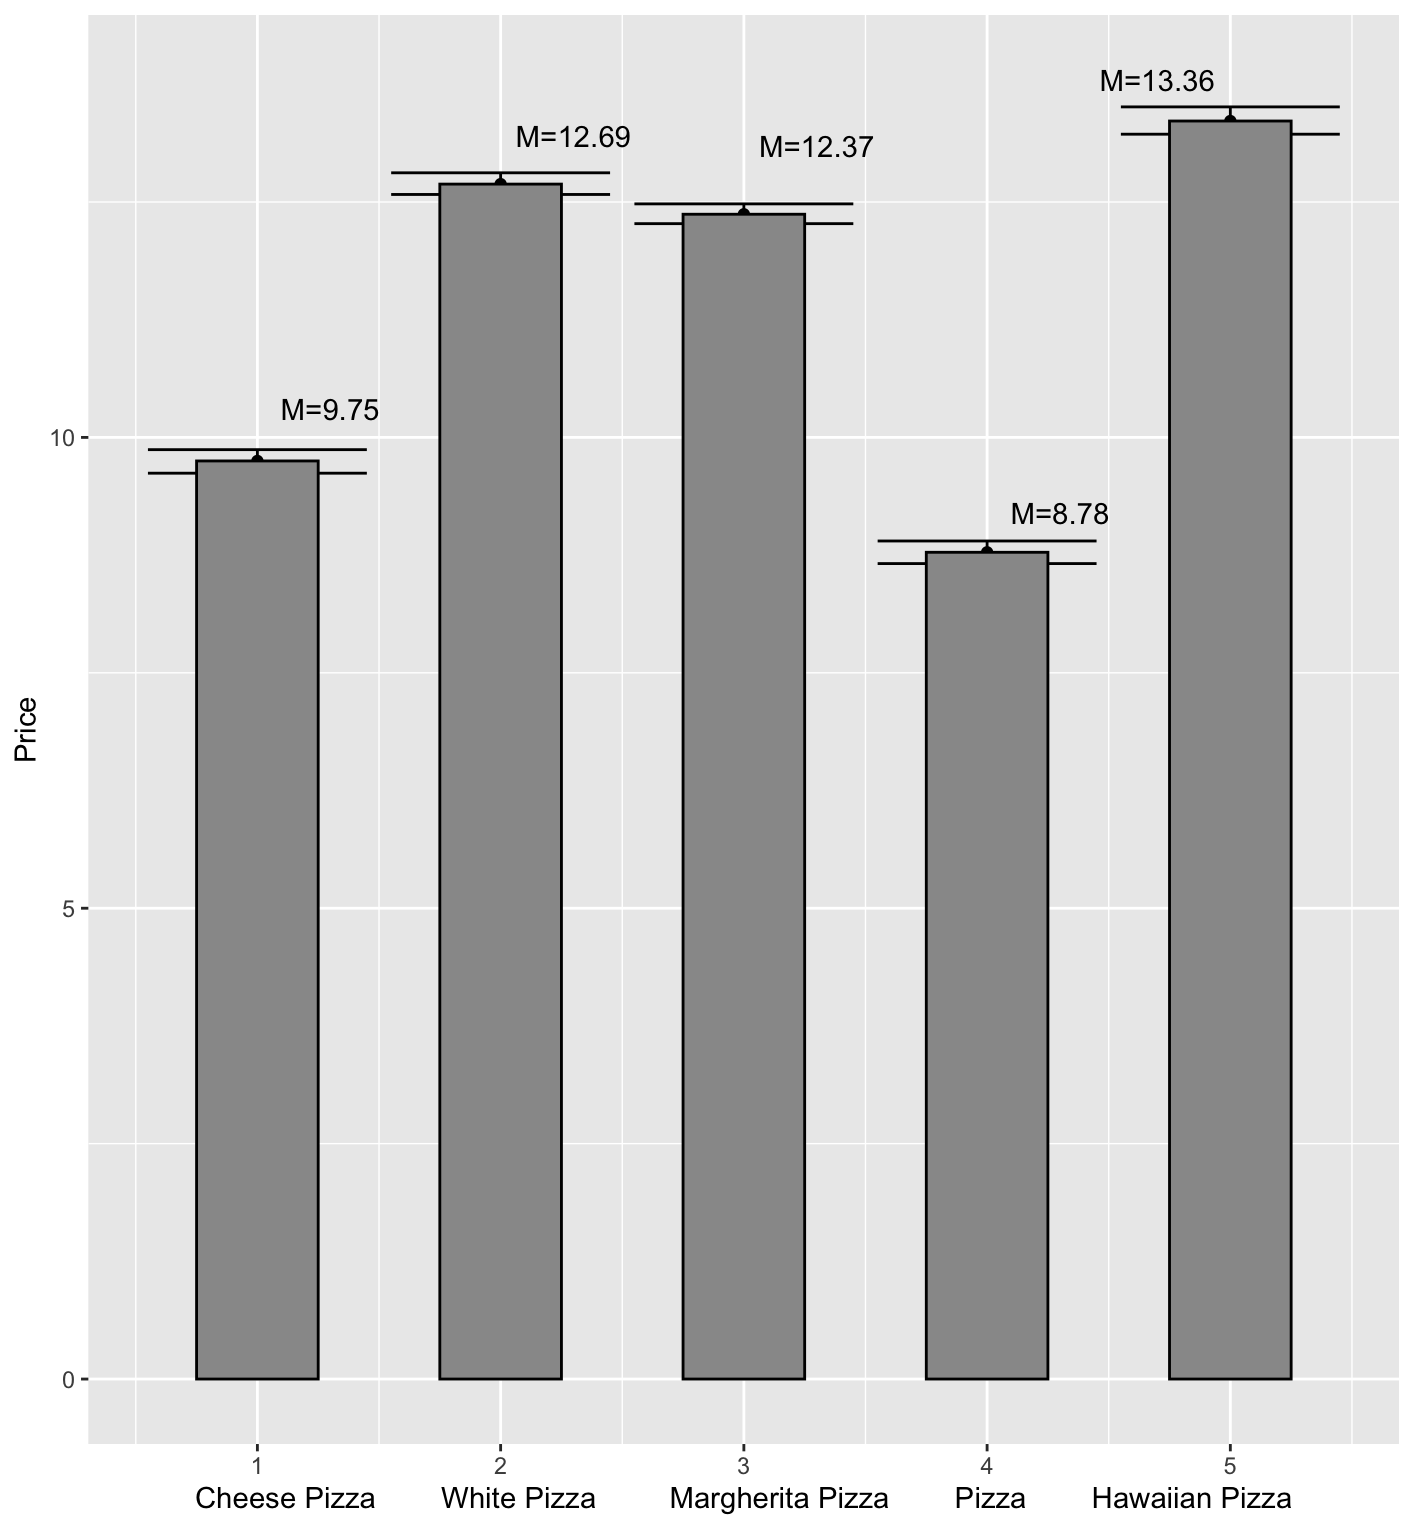 M=13.36
M=12.69
M=12.37
M=9.75
10
M=8.78
Price
5
0
1 2 3 4 5
Cheese Pizza White Pizza Margherita Pizza Pizza Hawaiian Pizza